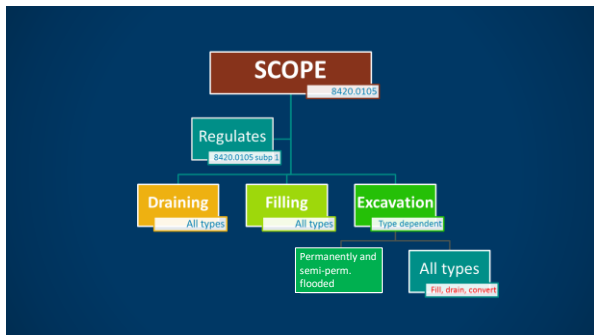 SCOPE
8420.0105
Regulates
8420.0105 subp 1
Draining
All types
Filling
All types
Excavation
Type dependent
Permanently and
semi-perm.
flooded
All types
Fill, drain, convert